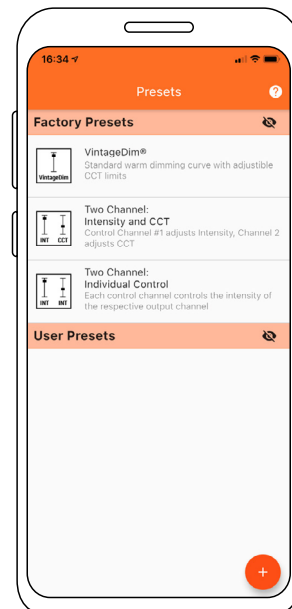 16:34
Presets
?
Factory Presets
VintageDim®
Standard warm dimming curve with adjustible
CCT limits
VintageDim
Two Channel:
Intensity and CCT
Control Channel #1 adjusts Intensity, Channel 2
adjusts CCT
INT CCT
Two Channel:
Individual Control
Each control channel controls the intensity of
the respective output channel
INT INT
User Presets
+